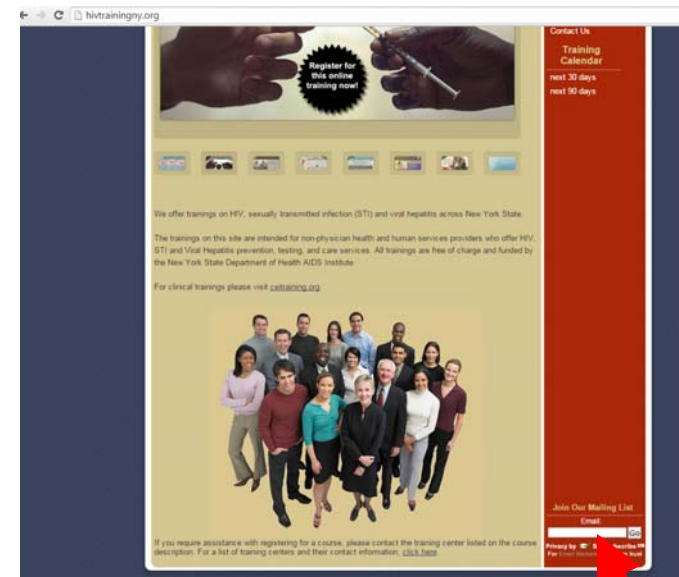 hivtrainingny.org
Contact Us
Training
Calendar
next 30 days
next 90 days
Register for
this online
training now!
We offer trainings on HIV, sexually transmitted infection (STI) and viral hepatitis across New York State.
The trainings on this site are intended for non-physician health and human services providers who offer HIV,
STI and Viral Hepatitis prevention, testing, and care services. All trainings are free of charge and funded by
the New York State Department of Health AIDS Institute.
For clinical trainings please visit ceitraining.org
Join Our Mailing List
Email:
Go
Privacy by
For Email
trust
If you require assistance with registering for a course, please contact the training center listed on the course
description. For a list of training centers and their contact information, click here.